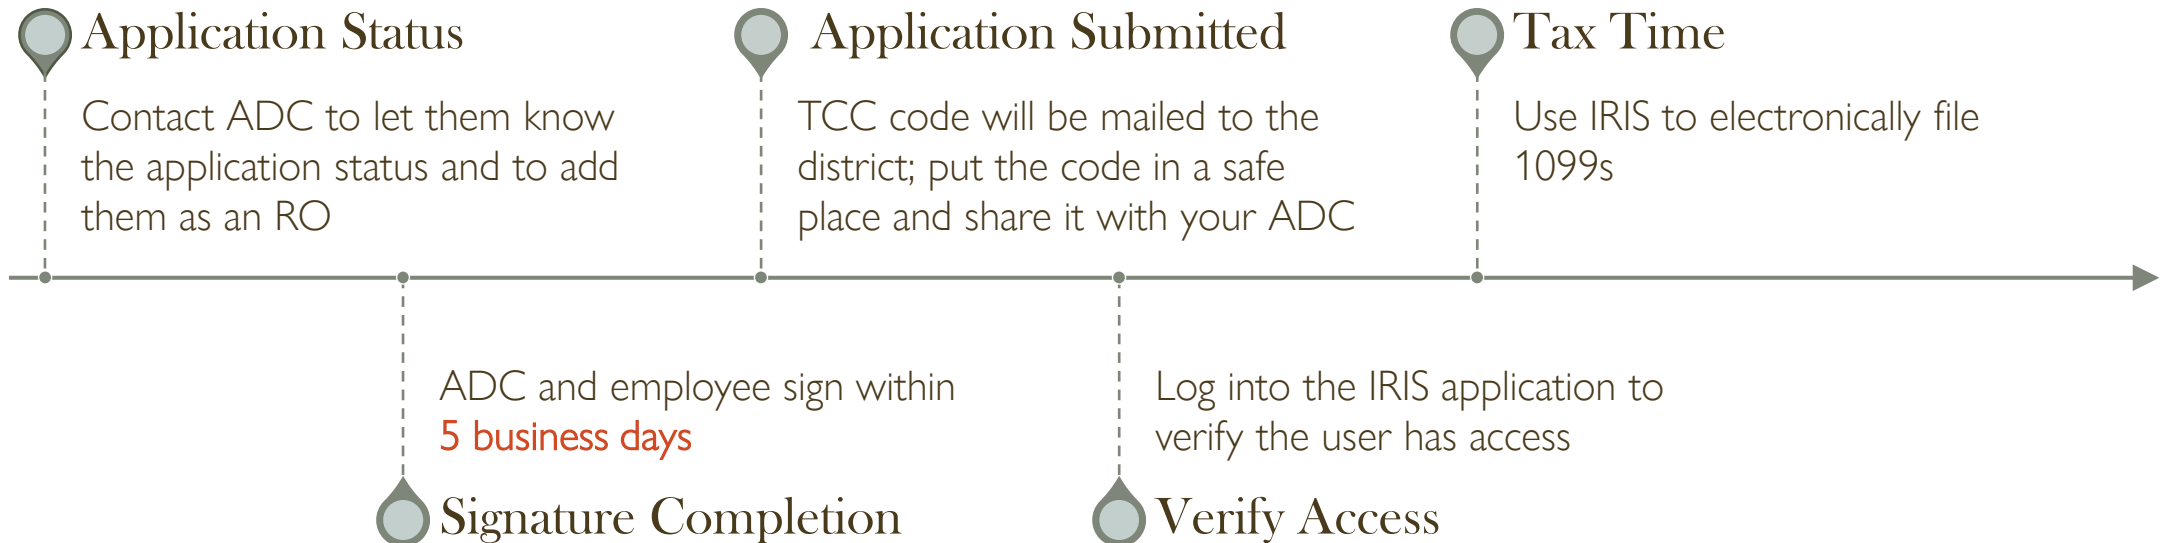 Application Status
Contact ADC to let them know
the application status and to add
them as an RO
ADC and employee sign within
5 business days
Signature Completion
Application Submitted
TCC code will be mailed to the
district; put the code in a safe
place and share it with your ADC
Log into the IRIS application to
verify the user has access
Verify Access
Tax Time
Use IRIS to electronically file
1099s